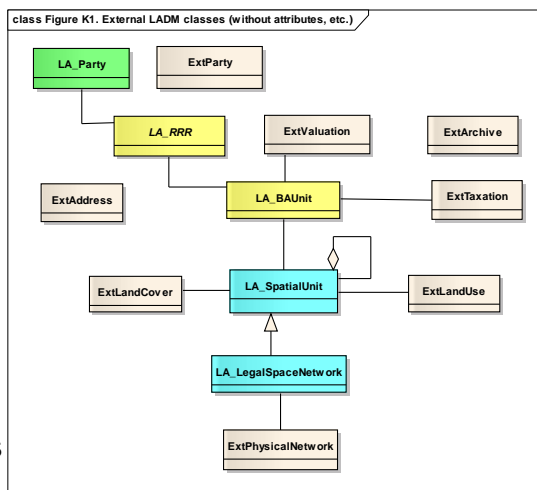 class Figure K1. External LADM classes (without attributes, etc.)
LA_Party
ExtParty
LA_RRR
ExtValuation
ExtArchive
ExtAddress
LA_BAUnit
ExtTaxation
ExtLandCover
LA_SpatialUnit
ExtLandUse
LA_LegalSpaceNetwork
ExtPhysicalNetwork